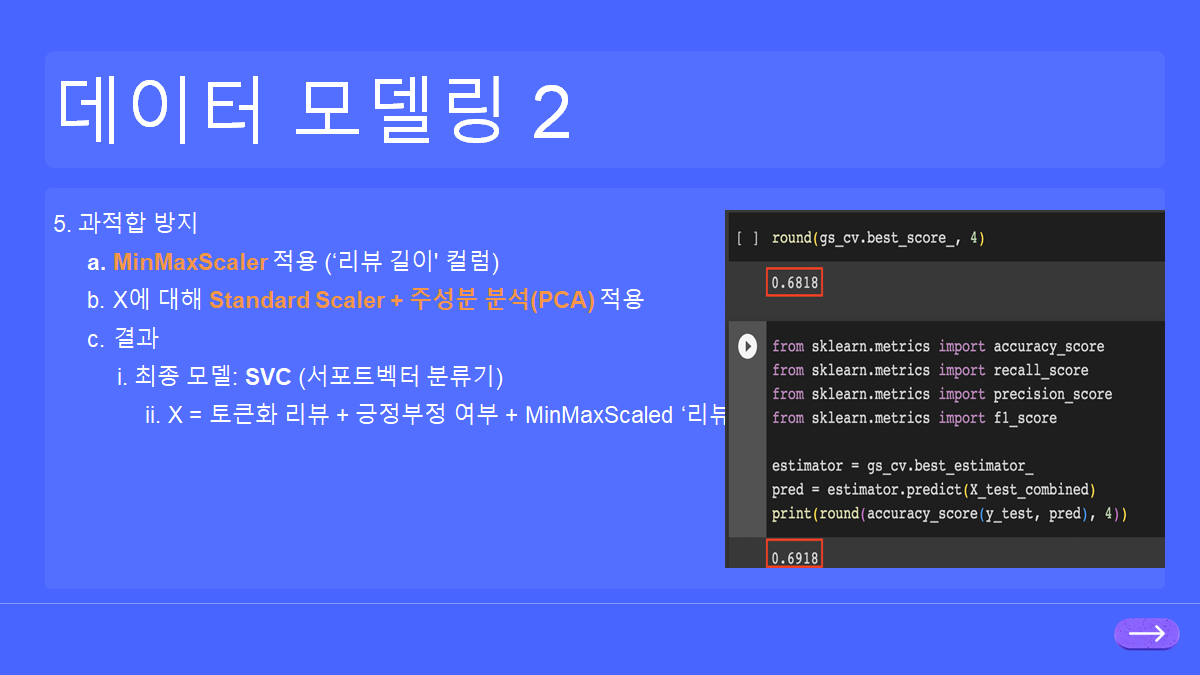 데이터 모델링 2
5. 과적합 방지
a. MinMaxScaler 적용 (‘리뷰 길이' 컬럼)
b. X에 대해 Standard Scaler + 주성분 분석(PCA) 적용
c. 결과
i. 최종 모델: SVC (서포트벡터 분류기)
ii. X = 토큰화 리뷰 + 긍정부정 여부 + MinMaxScaled ‘리뷰
[ ] round(gs_cv.best_score_, 4)
0.6818
from sklearn.metrics import accuracy_score
from sklearn.metrics import recall_score
from sklearn.metrics import precision_score
from sklearn.metrics import f1_score
estimator = gs_cv.best_estimator_
pred = estimator.predict(X_test_combined)
print(round(accuracy_score(y_test, pred), 4))
0.6918